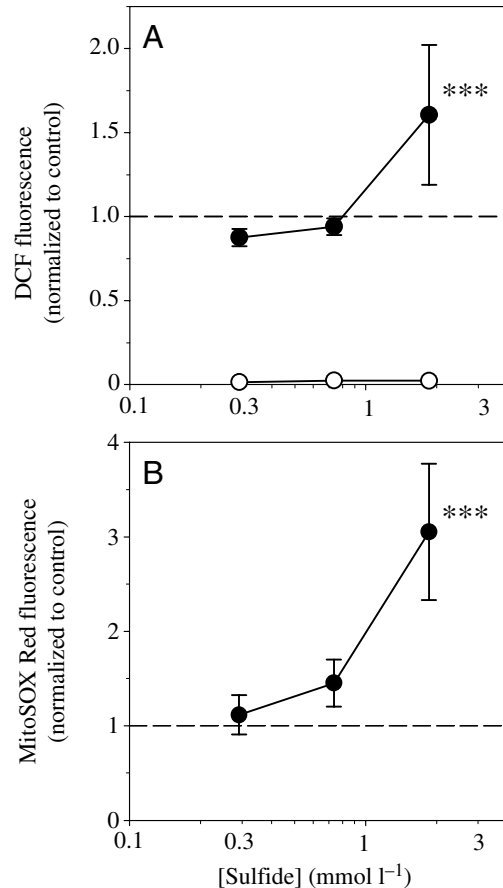 A
2.0
1.5
1.0
0.5
0
DCF fluorescence
(normalized to control)
***
0.1 0.3 1 3
B
4
3
2
1
0
MitoSOX Red fluorescence
(normalized to control)
***
0.1 0.3 1 3
[Sulfide] (mmol l⁻¹)